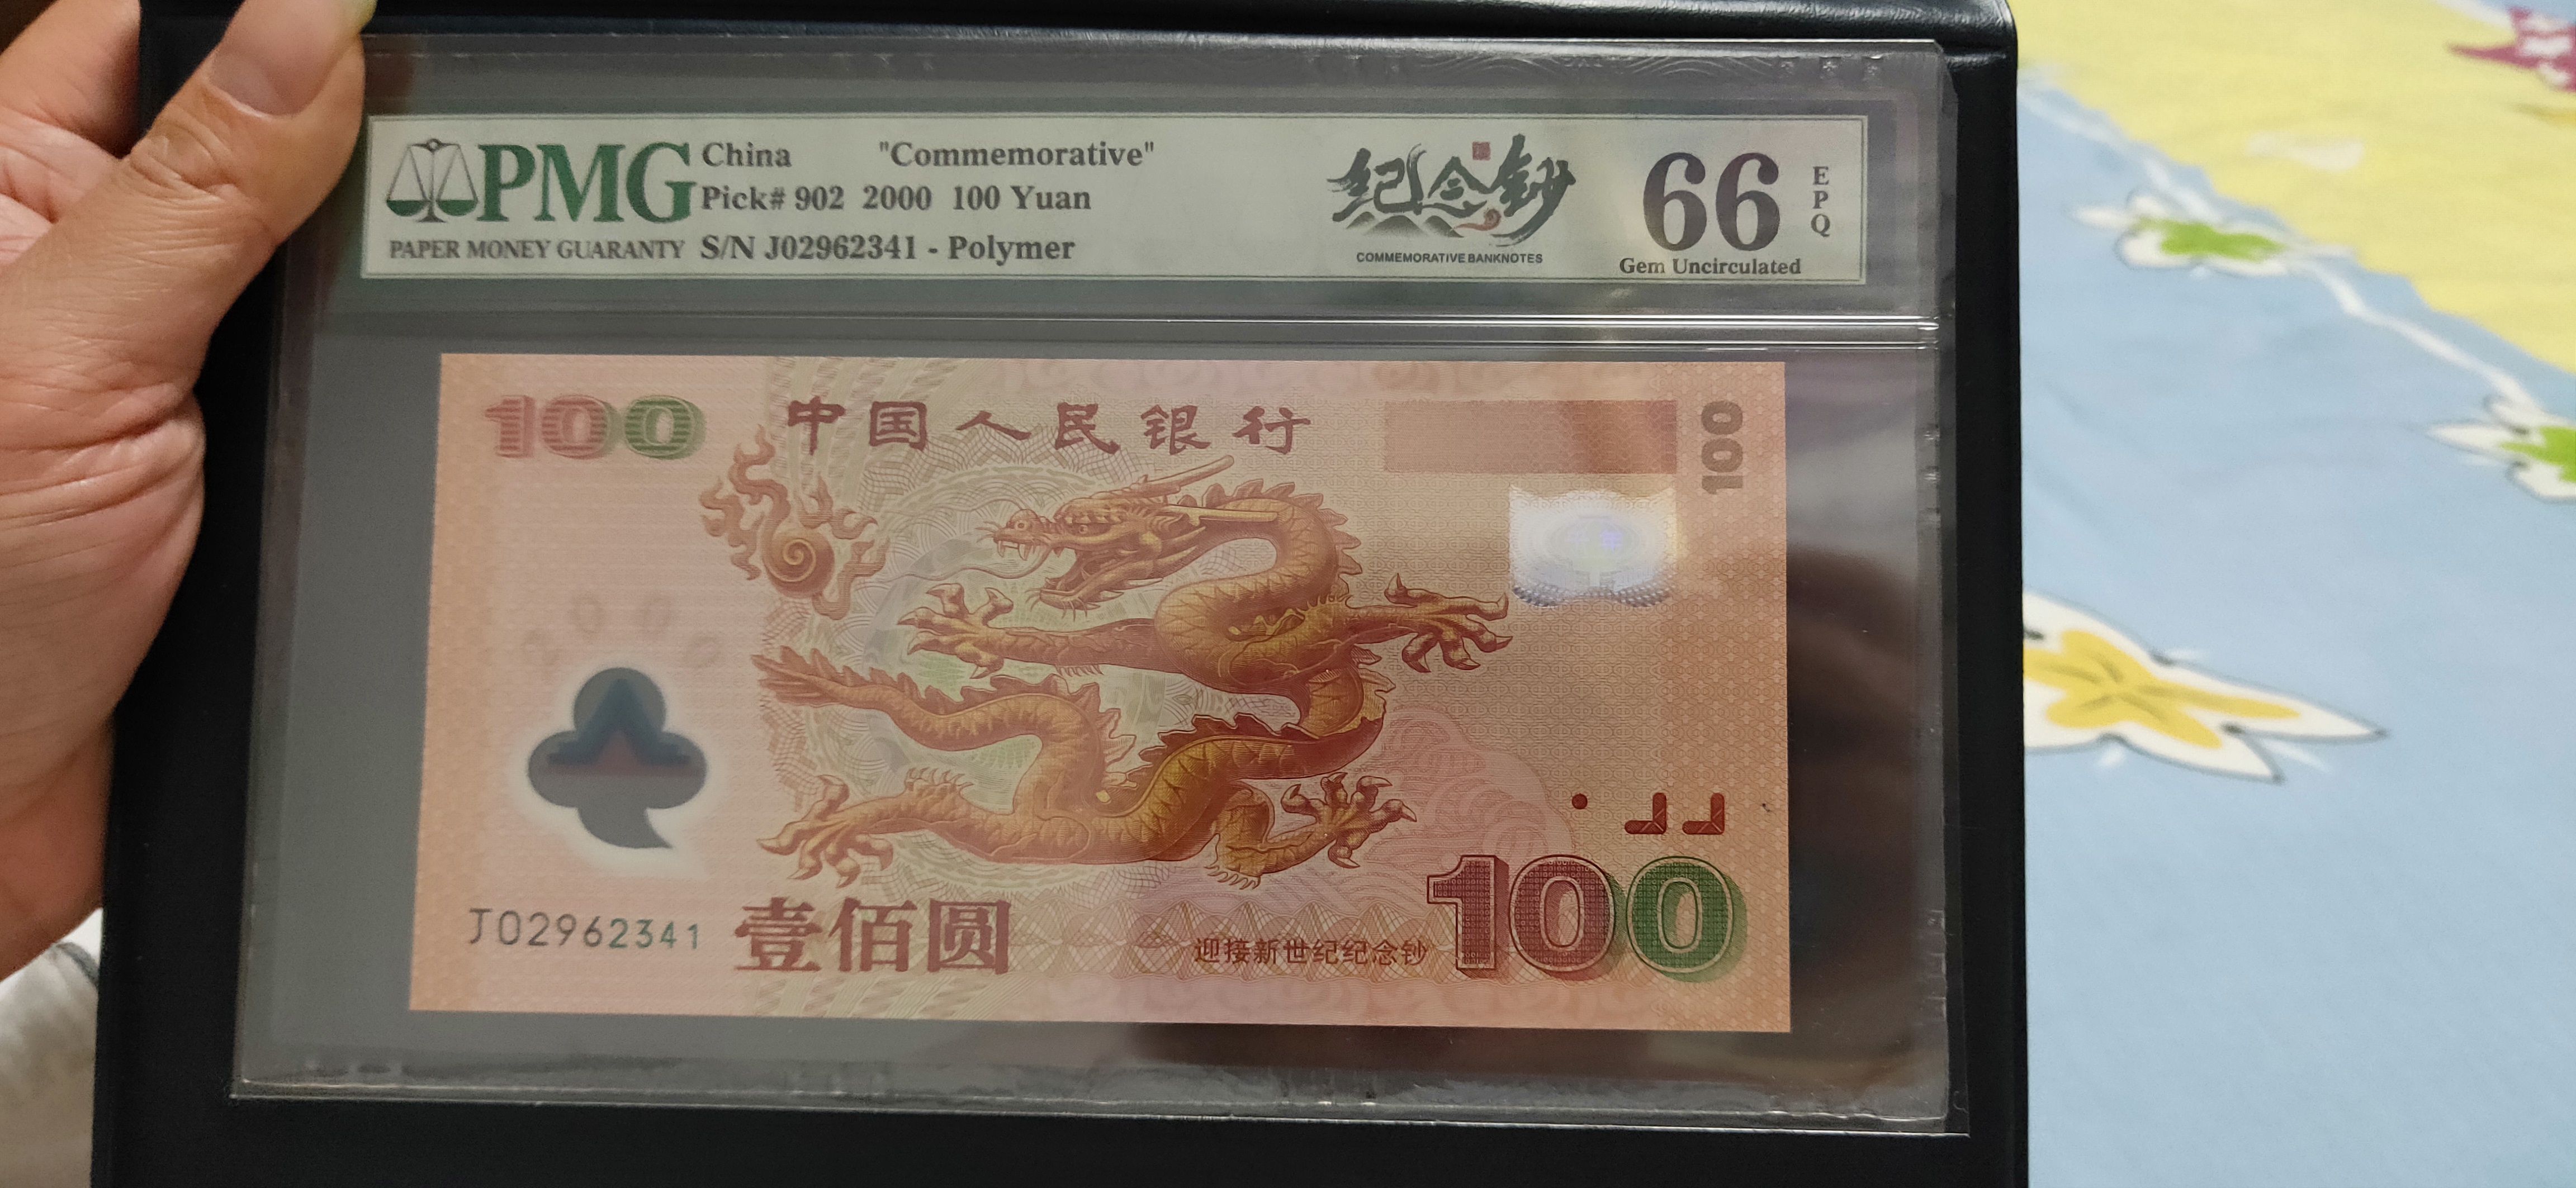 PMG
PAPER MONEY GUARANTY
China "Commemorative"
Pick# 902 2000 100 Yuan
S/N J02962341 - Polymer
纪念钞
COMMEMORATIVE BANKNOTES
66
EPQ
Gem Uncirculated
100
中国人民银行
100
2000
J02962341
壹佰圆
迎接新世纪纪念钞
100